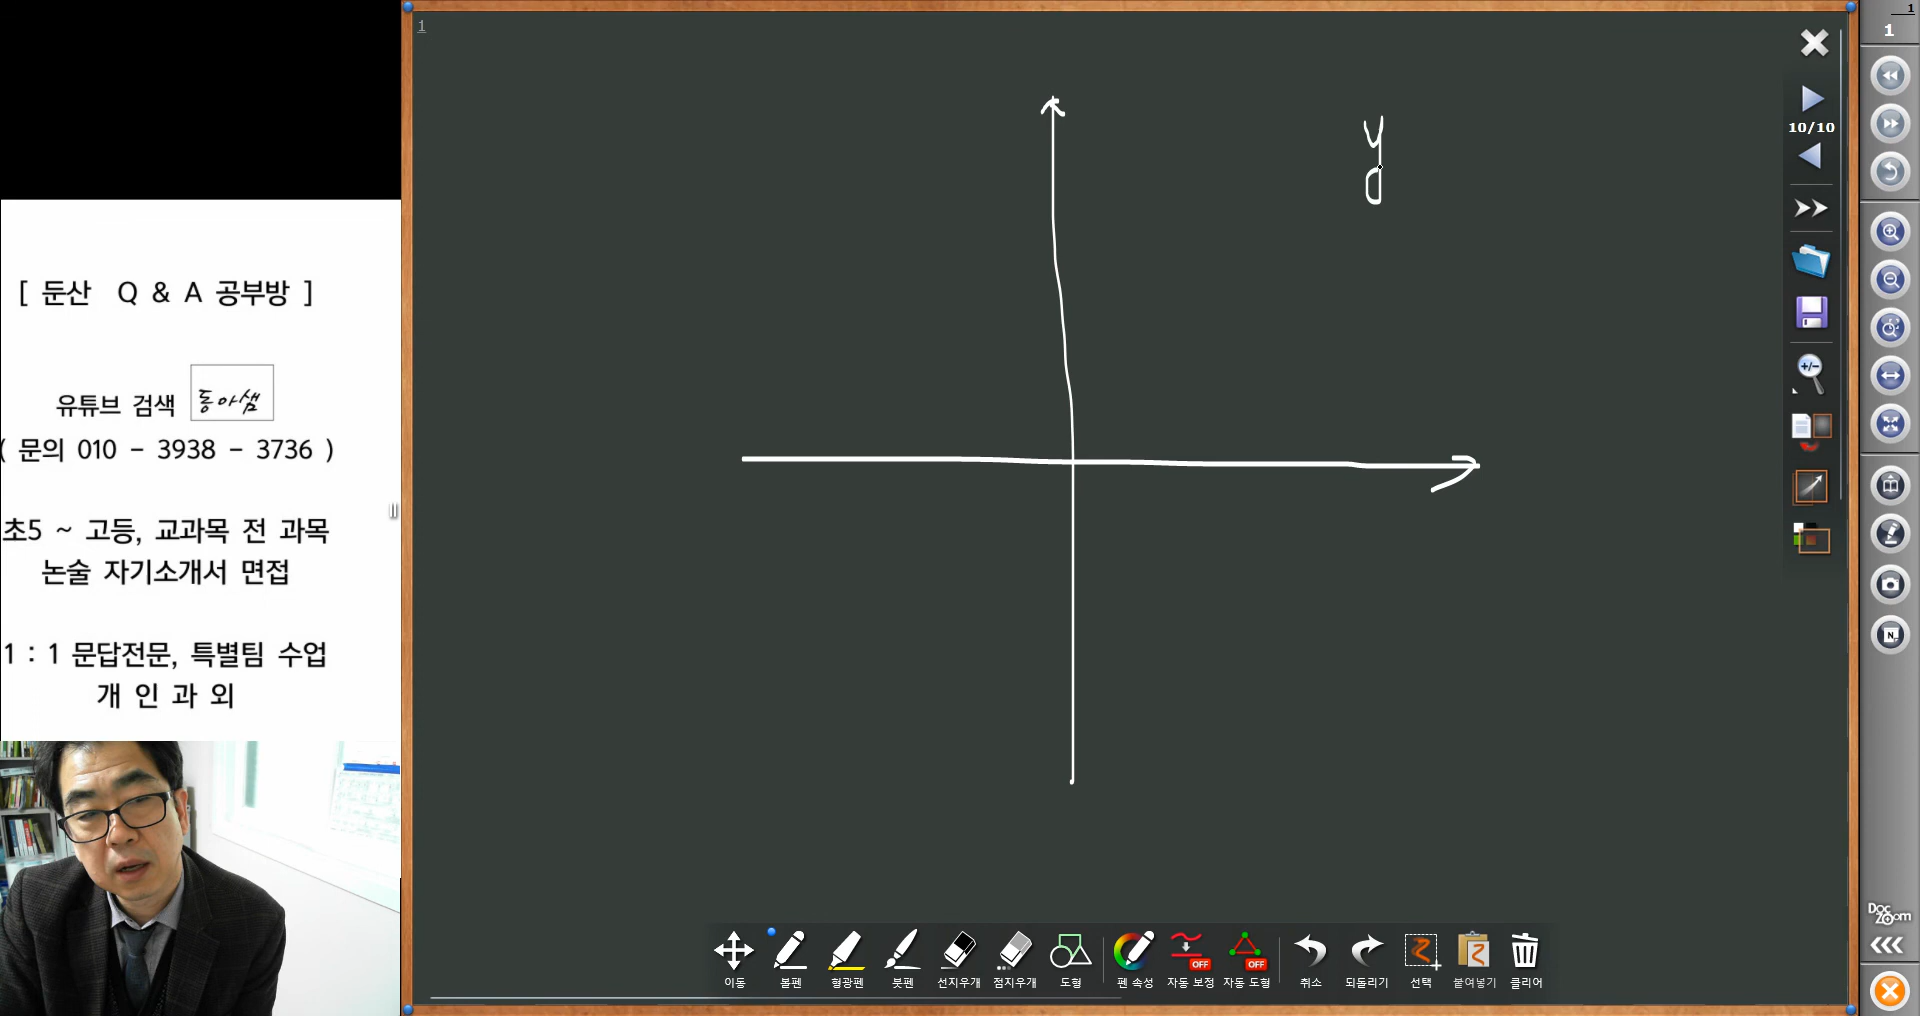 [ 둔산 Q & A 공부방 ]
유튜브 검색 동아샘
( 문의 010 - 3938 - 3736 )
초5 ~ 고등, 교과목 전 과목
논술 자기소개서 면접
1 : 1 문답전문, 특별팀 수업
개 인 과 외
1
y
10/10
이동 볼펜 형광펜 붓펜 선지우개 점지우개 도형 펜 속성 OFF 자동 보정 OFF 자동 도형 취소 되돌리기 선택 붙여넣기 클리어
1
1
+/-
N
Doc Zoom